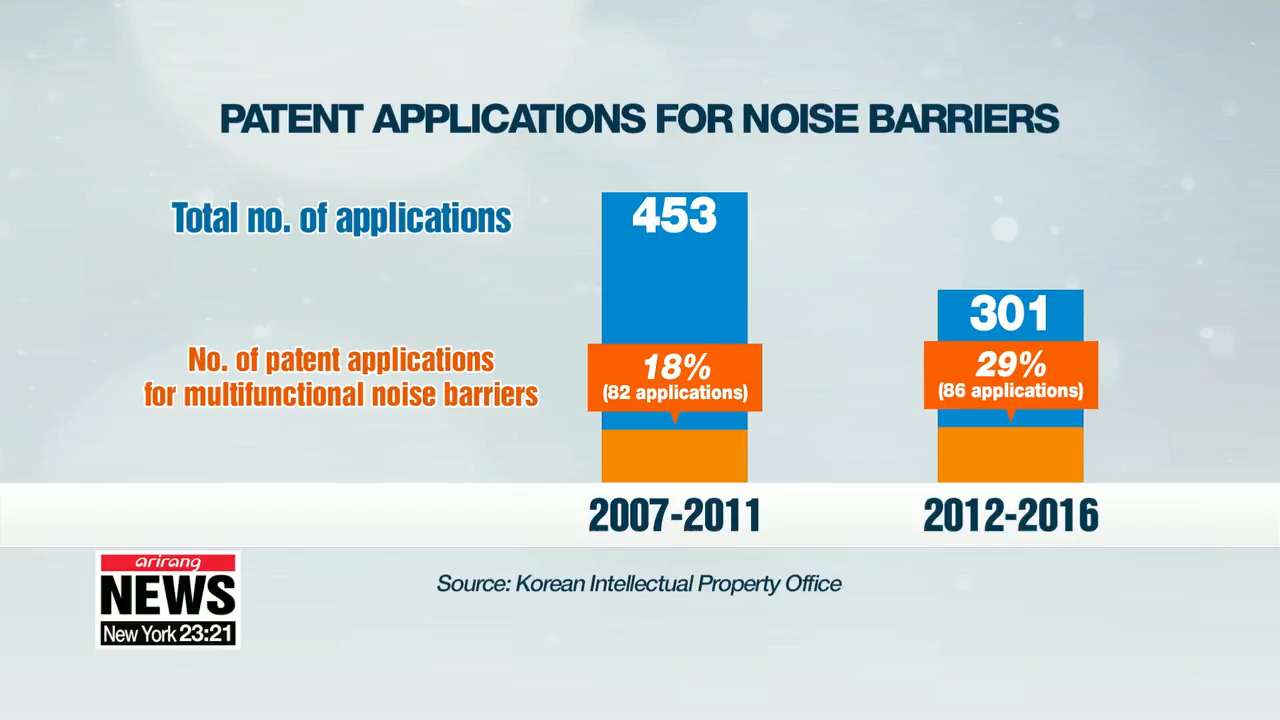 PATENT APPLICATIONS FOR NOISE BARRIERS
Total no. of applications
453
301
No. of patent applications
for multifunctional noise barriers
18%
(82 applications)
29%
(86 applications)
2007-2011
2012-2016
Source: Korean Intellectual Property Office
arirang
NEWS
New York 23:21